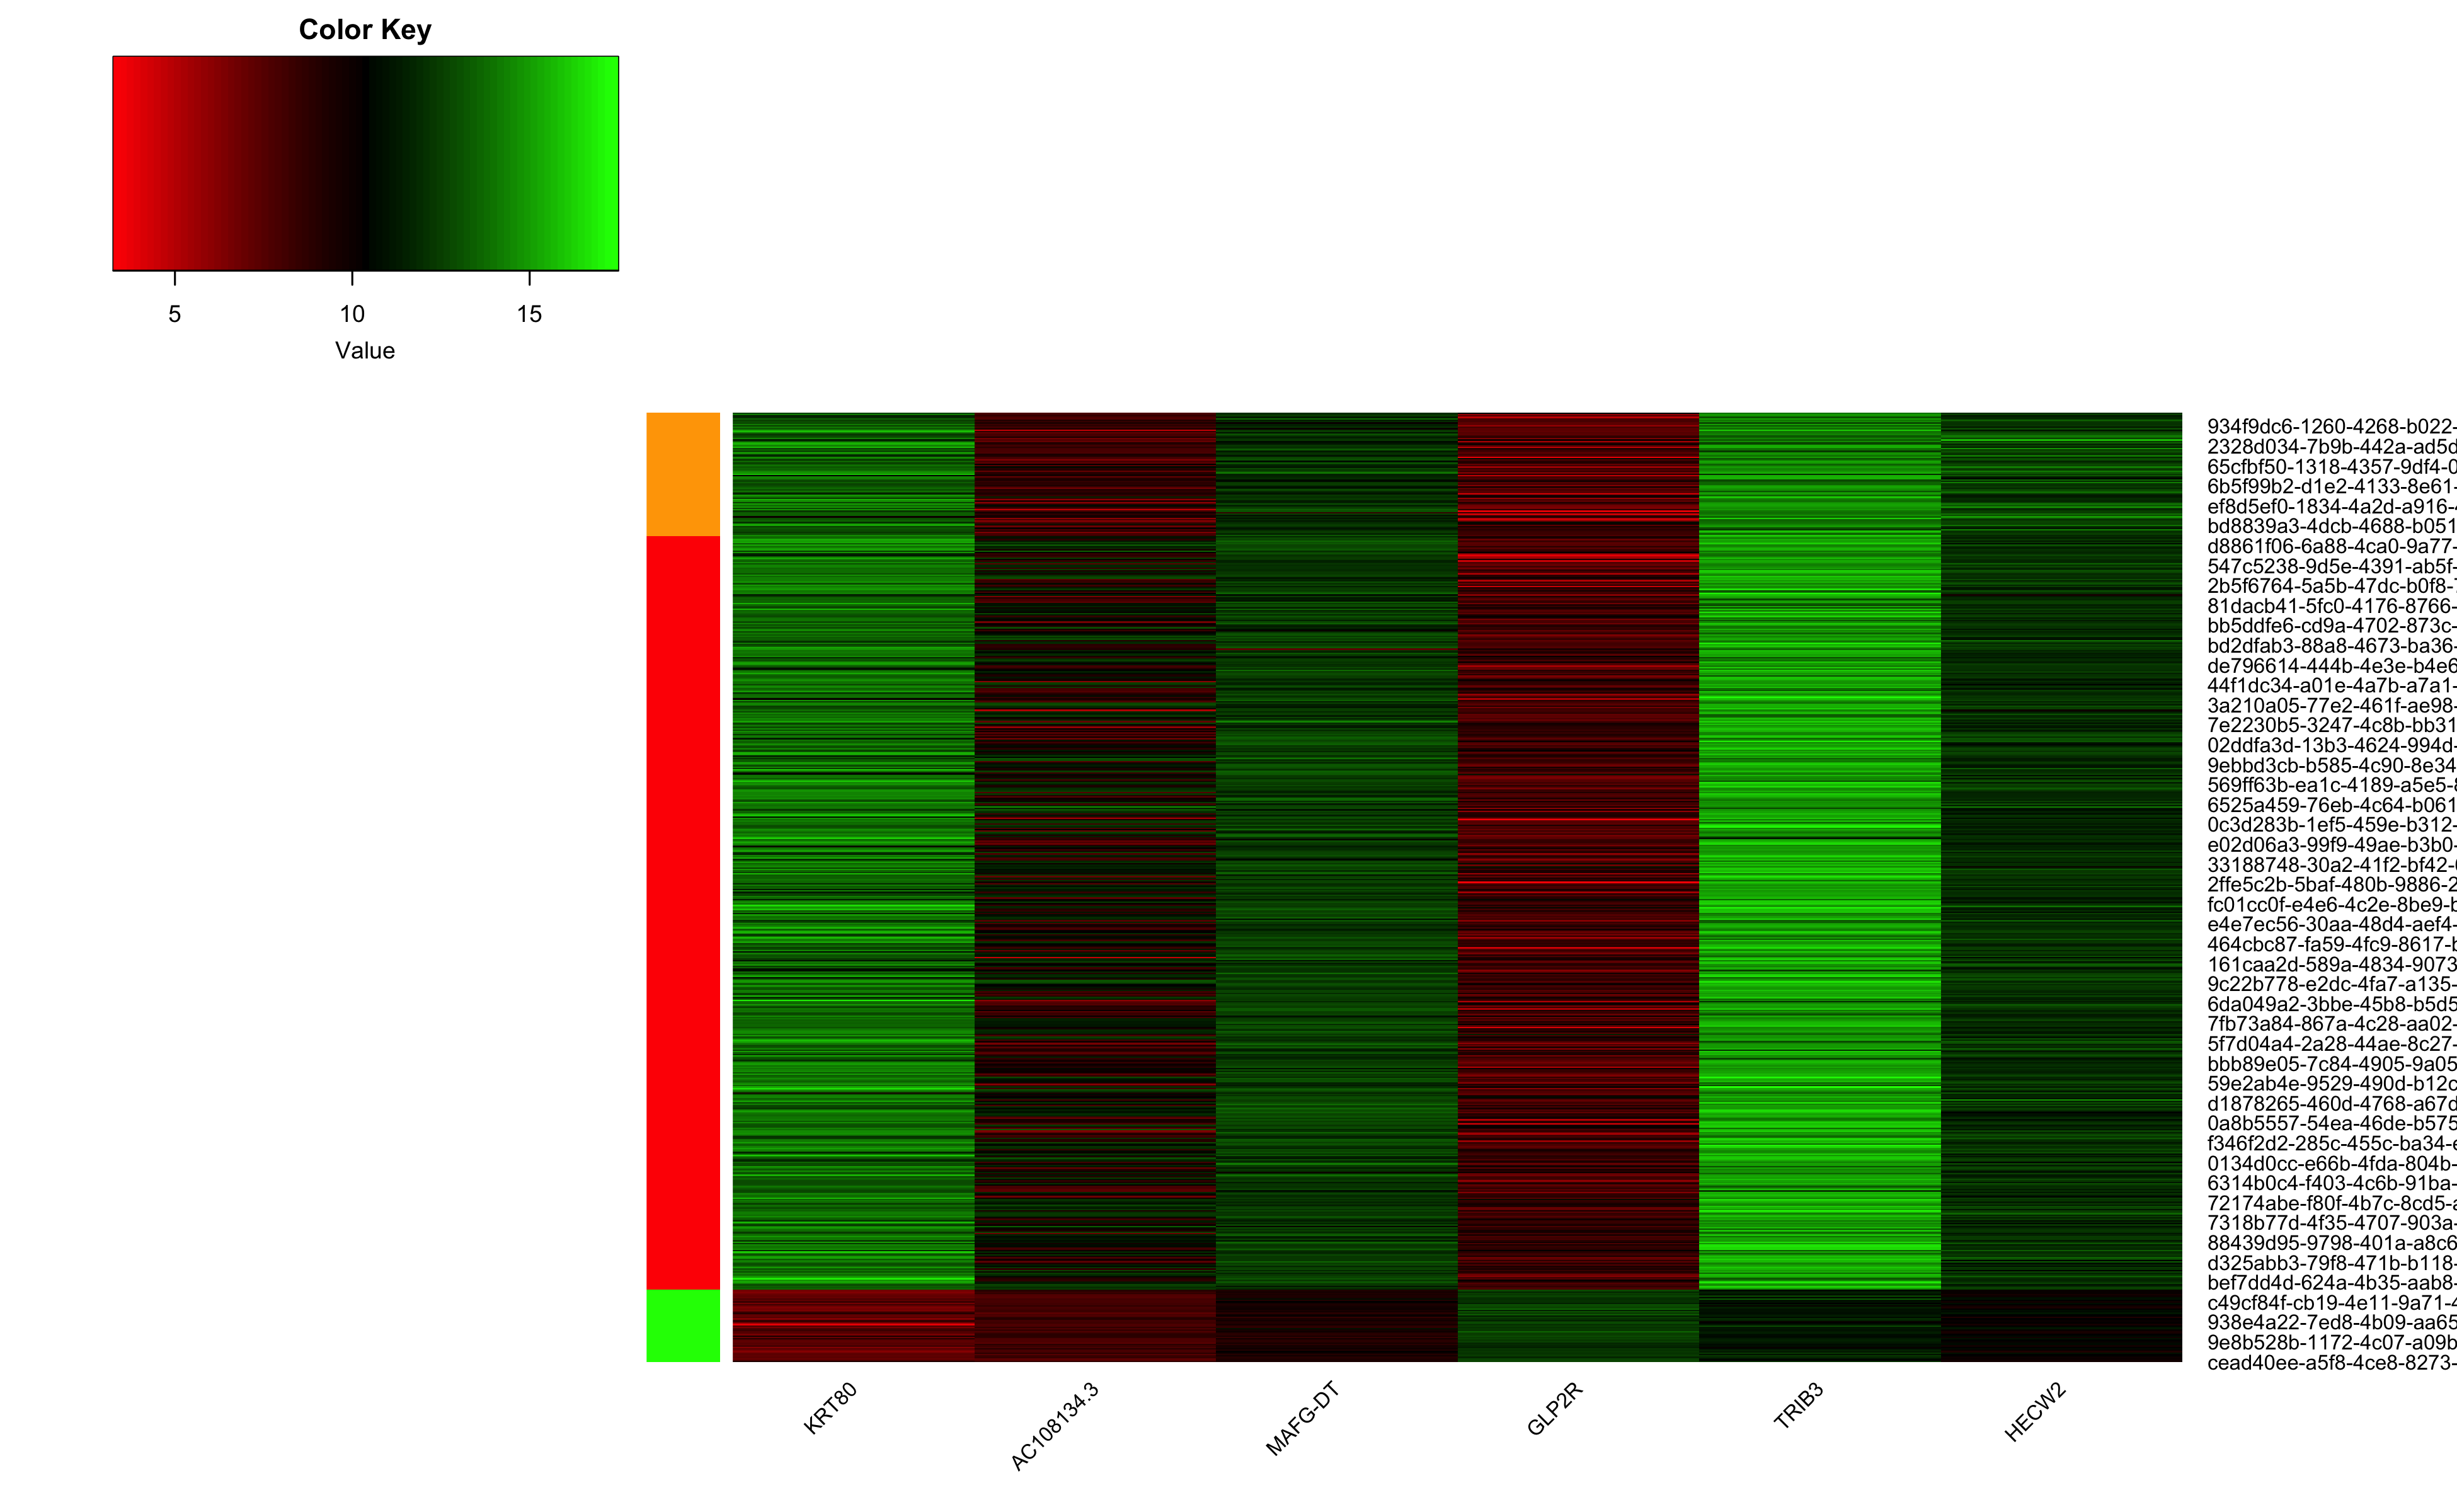 Color Key
5 10 15
Value
934f9dc6-1260-4268-b022-
2328d034-7b9b-442a-ad5d
65cfbf50-1318-4357-9df4-0
6b5f99b2-d1e2-4133-8e61-
ef8d5ef0-1834-4a2d-a916-4
bd8839a3-4dcb-4688-b051
d8861f06-6a88-4ca0-9a77-
547c5238-9d5e-4391-ab5f-
2b5f6764-5a5b-47dc-b0f8-7
81dacb41-5fc0-4176-8766-
bb5ddfe6-cd9a-4702-873c-
bd2dfab3-88a8-4673-ba36-
de796614-444b-4e3e-b4e6
44f1dc34-a01e-4a7b-a7a1-
3a210a05-77e2-461f-ae98-
7e2230b5-3247-4c8b-bb31
02ddfa3d-13b3-4624-994d-
9ebbd3cb-b585-4c90-8e34
569ff63b-ea1c-4189-a5e5-8
6525a459-76eb-4c64-b061
0c3d283b-1ef5-459e-b312-
e02d06a3-99f9-49ae-b3b0-
33188748-30a2-41f2-bf42-
2ffe5c2b-5baf-480b-9886-2
fc01cc0f-e4e6-4c2e-8be9-b
e4e7ec56-30aa-48d4-aef4-
464cbc87-fa59-4fc9-8617-b
161caa2d-589a-4834-9073
9c22b778-e2dc-4fa7-a135-
6da049a2-3bbe-45b8-b5d5
7fb73a84-867a-4c28-aa02-
5f7d04a4-2a28-44ae-8c27-
bbb89e05-7c84-4905-9a05
59e2ab4e-9529-490d-b12c
d1878265-460d-4768-a67d
0a8b5557-54ea-46de-b575
f346f2d2-285c-455c-ba34-e
0134d0cc-e66b-4fda-804b-
6314b0c4-f403-4c6b-91ba-
72174abe-f80f-4b7c-8cd5-a
7318b77d-4f35-4707-903a-
88439d95-9798-401a-a8c6
d325abb3-79f8-471b-b118-
bef7dd4d-624a-4b35-aab8-
c49cf84f-cb19-4e11-9a71-4
938e4a22-7ed8-4b09-aa65
9e8b528b-1172-4c07-a09b
cead40ee-a5f8-4ce8-8273-
KRT80 AC108134.3 MAFG-DT GLP2R TRIB3 HECW2